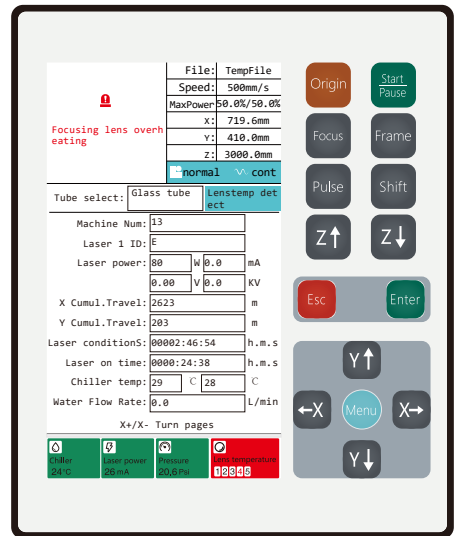 File: TempFile
Speed: 500mm/s
MaxPower 50.0%/50.0%
X: 719.6mm
Y: 410.0mm
Z: 3000.0mm
normal cont
Focusing lens overh
eating
Tube select: Glass tube Lenstemp det
ect
Machine Num: 13
Laser 1 ID: E
Laser power: 80 W 0.0 mA
0.00 V 0.0 KV
X Cumul.Travel: 2623 m
Y Cumul.Travel: 203 m
Laser conditionS: 00002:46:54 h.m.s
Laser on time: 0000:24:38 h.m.s
Chiller temp: 29 C 28 C
Water Flow Rate: 0.0 L/min
X+/X- Turn pages
Chiller Laser power Pressure Lens temperature
24°C 26 mA 20,6 Psi 1 2 3 4 5
Origin Start
Pause
Focus Frame
Pulse Shift
Z↑ Z↓
Esc Enter
Y↑
←X Menu X→
Y↓